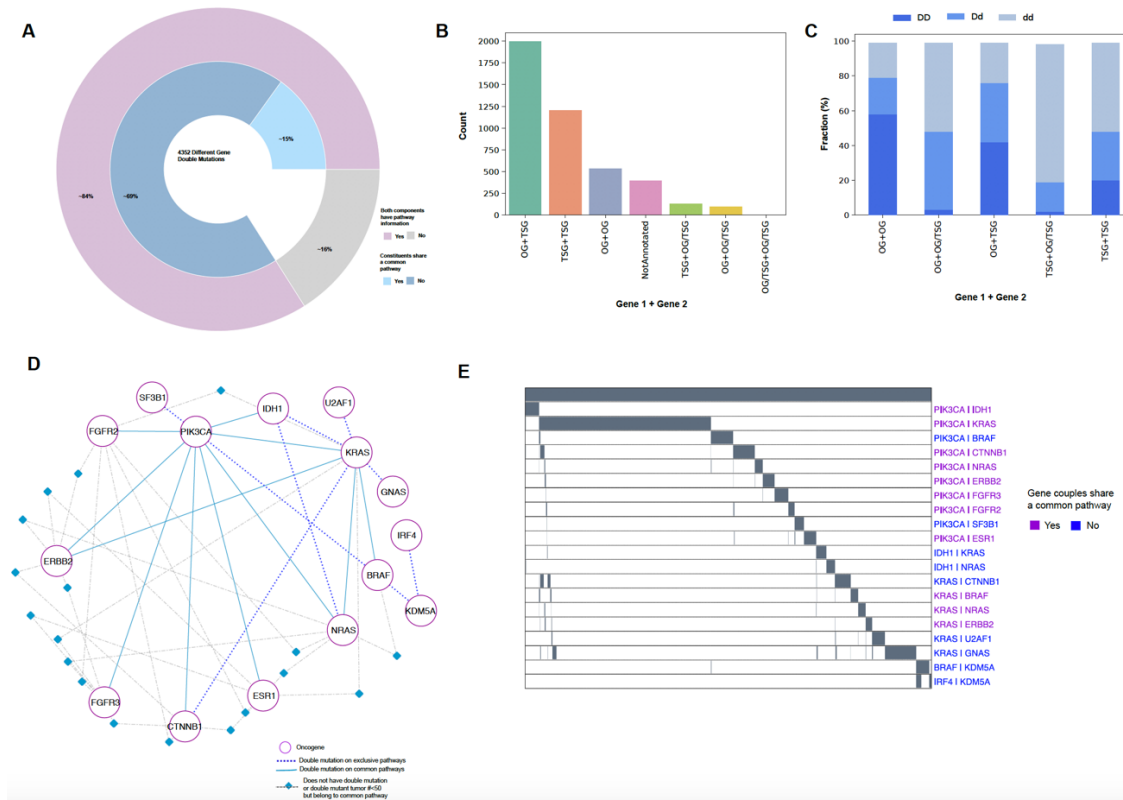 A
4352 Different Gene
Double Mutations
~15%
~84%
~69%
~16%
Both components
have pathway
information
Yes No
Constituents share
a common
pathway
Yes No
B
Count
2000
1750
1500
1250
1000
750
500
250
0
OG+TSG
TSG+TSG
OG+OG
NotAnnotated
TSG+OG/TSG
OG+OG/TSG
OG/TSG+OG/TSG
Gene 1 + Gene 2
C
DD Dd dd
Fraction (%)
100
80
60
40
20
0
OG+OG
OG+OG/TSG
OG+TSG
TSG+OG/TSG
TSG+TSG
Gene 1 + Gene 2
D
SF3B1
IDH1
U2AF1
FGFR2
PIK3CA
KRAS
GNAS
IRF4
ERBB2
BRAF
KDM5A
NRAS
ESR1
FGFR3
CTNNB1
Oncogene
Double mutation on exclusive pathways
Double mutation on common pathways
Does not have double mutation
or double mutant tumor #<50
but belong to common pathway
E
PIK3CA | IDH1
PIK3CA | KRAS
PIK3CA | BRAF
PIK3CA | CTNNB1
PIK3CA | NRAS
PIK3CA | ERBB2
PIK3CA | FGFR3
PIK3CA | FGFR2
PIK3CA | SF3B1
PIK3CA | ESR1
IDH1 | KRAS
IDH1 | NRAS
KRAS | CTNNB1
KRAS | BRAF
KRAS | NRAS
KRAS | ERBB2
KRAS | U2AF1
KRAS | GNAS
BRAF | KDM5A
IRF4 | KDM5A
Gene couples share
a common pathway
Yes No